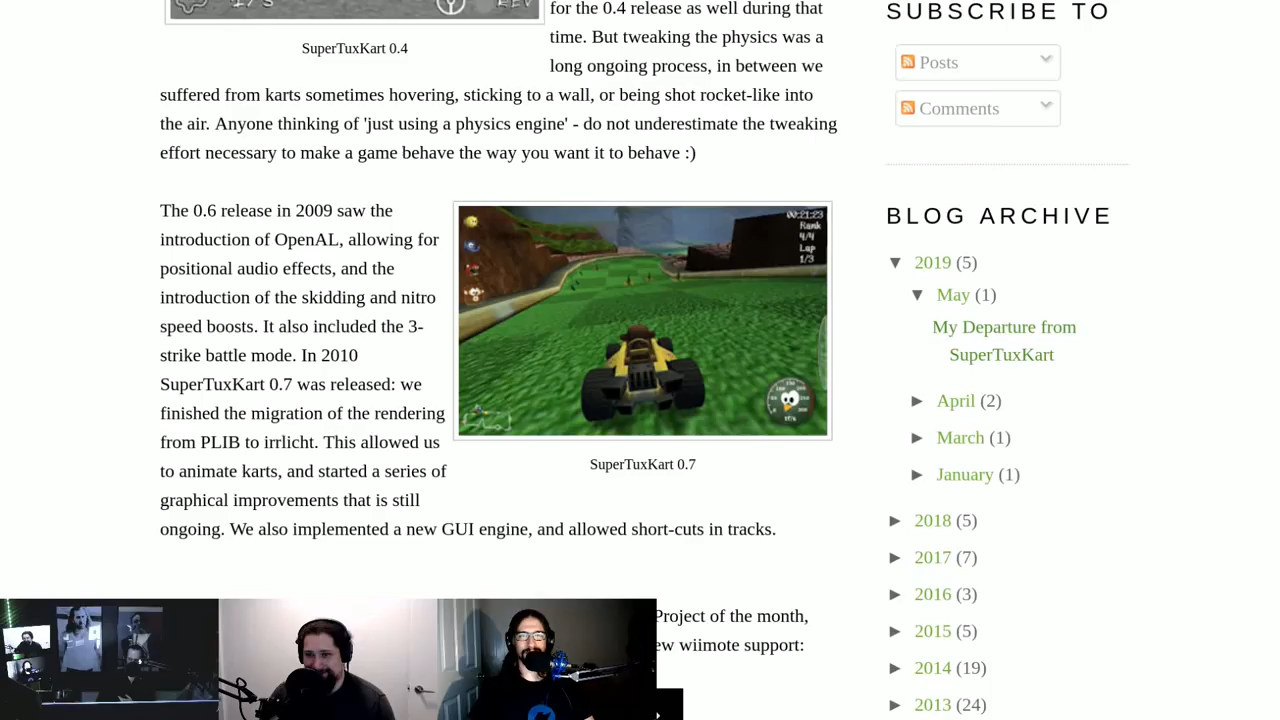 for the 0.4 release as well during that
SuperTuxKart 0.4
time. But tweaking the physics was a
long ongoing process, in between we
suffered from karts sometimes hovering, sticking to a wall, or being shot rocket-like into
the air. Anyone thinking of 'just using a physics engine' - do not underestimate the tweaking
effort necessary to make a game behave the way you want it to behave :)
The 0.6 release in 2009 saw the
introduction of OpenAL, allowing for
positional audio effects, and the
introduction of the skidding and nitro
speed boosts. It also included the 3-
strike battle mode. In 2010
SuperTuxKart 0.7 was released: we
finished the migration of the rendering
from PLIB to irrlicht. This allowed us
to animate karts, and started a series of
graphical improvements that is still
ongoing. We also implemented a new GUI engine, and allowed short-cuts in tracks.
00:21:23
Rank
4/4
Lap
1/3
SuperTuxKart 0.7
Project of the month,
ew wiimote support:
SUBSCRIBE TO
Posts
Comments
BLOG ARCHIVE
▼ 2019 (5)
▼ May (1)
My Departure from
SuperTuxKart
► April (2)
► March (1)
► January (1)
► 2018 (5)
► 2017 (7)
► 2016 (3)
► 2015 (5)
► 2014 (19)
► 2013 (24)